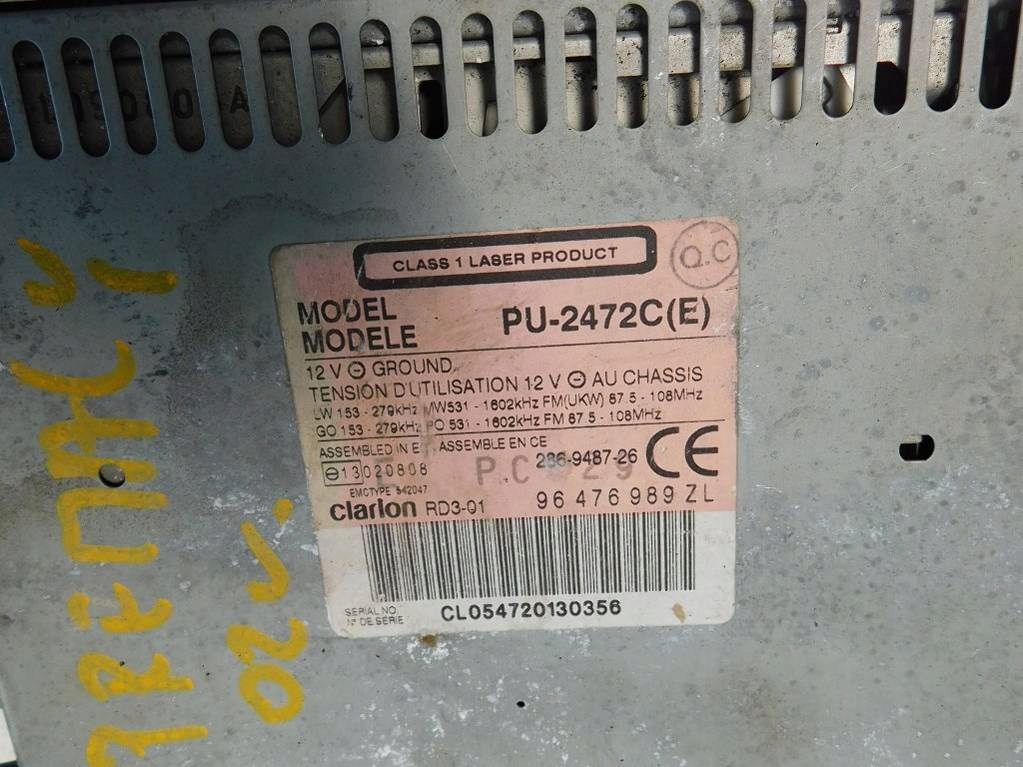 CLASS 1 LASER PRODUCT
Q.C
MODEL
MODELE
PU-2472C(E)
12 V ⊖ GROUND
TENSION D'UTILISATION 12 V ⊖ AU CHASSIS
LW 153 - 279kHz MW531 - 1602kHz FM(UKW) 87.5 - 108MHz
GO 153 - 279kHz PO 531 - 1602kHz FM 87.5 - 108MHz
ASSEMBLED IN E ASSEMBLE EN CE
13020808
286-9487-26
CE
P.C
29
EMCTYPE 542047
clarion RD3-01
96 476 989 ZL
SERIAL NO.
N° DE SERIE
CL054720130356
02